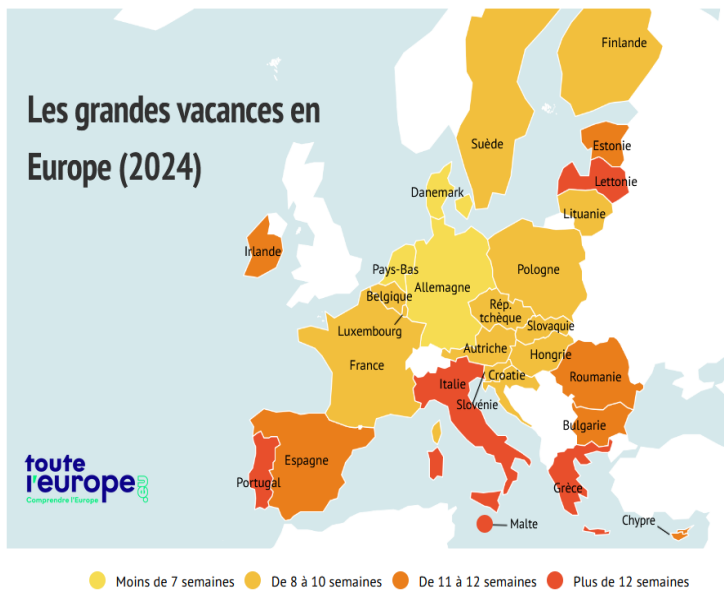 Les grandes vacances en
Europe (2024)
Finlande
Suède
Estonie
Lettonie
Lituanie
Danemark
Irlande
Pays-Bas
Allemagne
Pologne
Belgique
Rép.
tchèque
Luxembourg
Slovaquie
Autriche
Hongrie
France
Croatie
Italie
Roumanie
Slovénie
Bulgarie
Espagne
Portugal
Grèce
Malte
Chypre
toute
l'europe.eu
Comprendre l'Europe
Moins de 7 semaines
De 8 à 10 semaines
De 11 à 12 semaines
Plus de 12 semaines